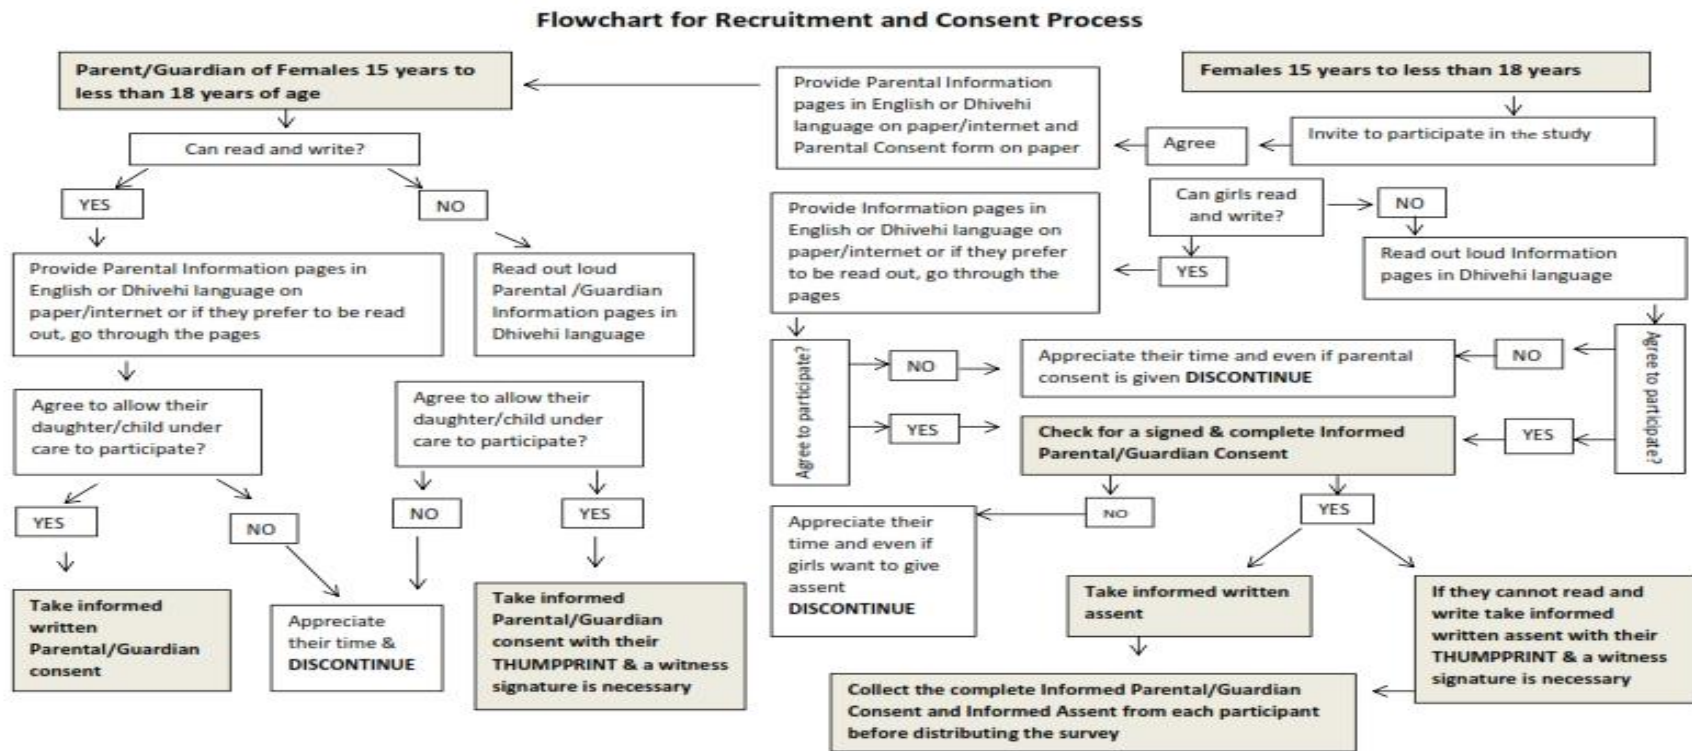 Flowchart for Recruitment and Consent Process
Parent/Guardian of Females 15 years to
less than 18 years of age
Can read and write?
YES
NO
Provide Parental Information pages in
English or Dhivehi language on
paper/internet or if they prefer to be read
out, go through the pages
Read out loud
Parental /Guardian
Information pages in
Dhivehi language
Agree to allow their
daughter/child under
care to participate?
Agree to allow their
daughter/child under
care to participate?
YES
NO
NO
YES
Take informed
written
Parental/Guardian
consent
Appreciate
their time &
DISCONTINUE
Take informed
Parental/Guardian
consent with their
THUMPPRINT & a witness
signature is necessary
Females 15 years to less than 18 years
Invite to participate in the study
Agree
Provide Parental Information
pages in English or Dhivehi
language on paper/internet and
Parental Consent form on paper
Can girls read
and write?
NO
YES
Provide Information pages in
English or Dhivehi language on
paper/internet or if they prefer
to be read out, go through the
pages
Read out loud Information
pages in Dhivehi language
Agree to participate?
NO
YES
Appreciate their time and even if parental
consent is given DISCONTINUE
NO
YES
Agree to participate?
Check for a signed & complete Informed
Parental/Guardian Consent
NO
YES
Appreciate their
time and even if
girls want to give
assent
DISCONTINUE
Take informed written
assent
If they cannot read and
write take informed
written assent with their
THUMPPRINT & a witness
signature is necessary
Collect the complete Informed Parental/Guardian
Consent and Informed Assent from each participant
before distributing the survey